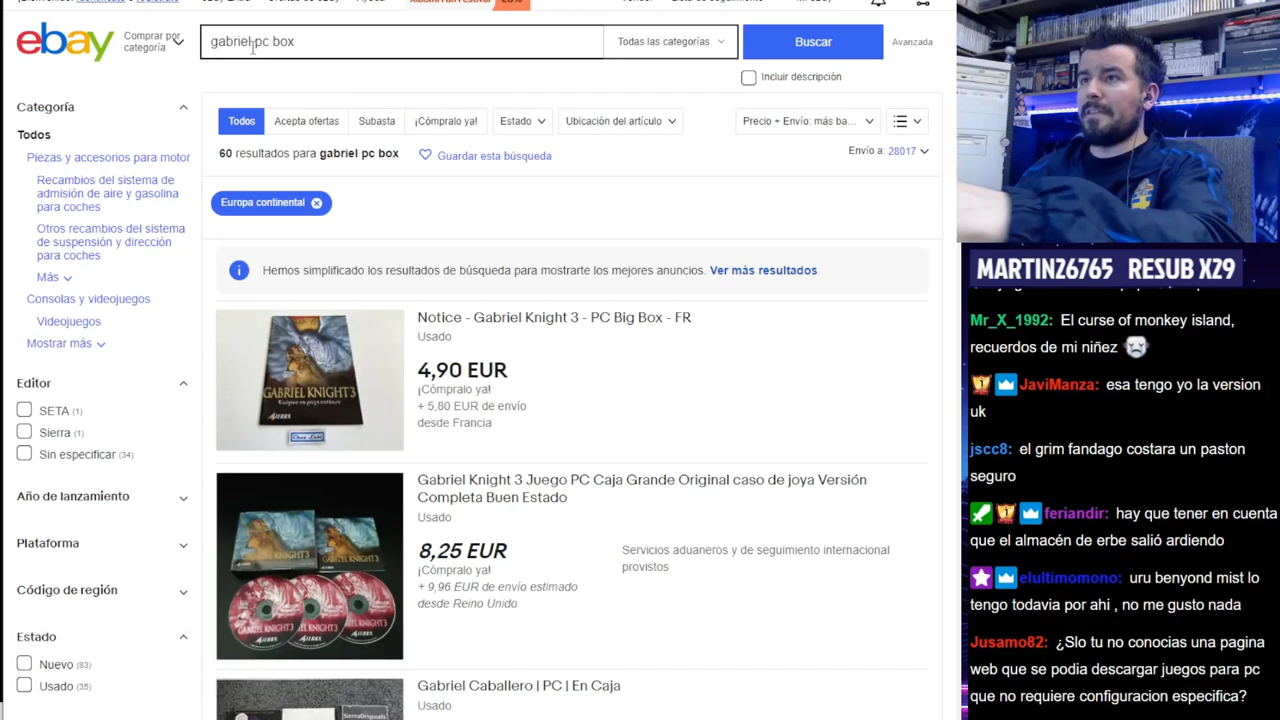 ebay
Comprar por
categoría
gabriel pc box
Todas las categorías
Buscar
Avanzada
Incluir descripción
Categoría
Todos
Piezas y accesorios para motor
Recambios del sistema de
admisión de aire y gasolina
para coches
Otros recambios del sistema
de suspensión y dirección
para coches
Más
Consolas y videojuegos
Videojuegos
Mostrar más
Editor
SETA (1)
Sierra (1)
Sin especificar (34)
Año de lanzamiento
Plataforma
Código de región
Estado
Nuevo (83)
Usado (35)
Todos
Acepta ofertas
Subasta
¡Cómpralo ya!
Estado
Ubicación del artículo
Precio + Envío: más ba...
60 resultados para gabriel pc box
Guardar esta búsqueda
Envío a: 28017
Europa continental
Hemos simplificado los resultados de búsqueda para mostrarte los mejores anuncios. Ver más resultados
GABRIEL KNIGHT 3
SIERRA
Notice - Gabriel Knight 3 - PC Big Box - FR
Usado
4,90 EUR
¡Cómpralo ya!
+ 5,80 EUR de envío
desde Francia
Gabriel Knight 3 Juego PC Caja Grande Original caso de joya Versión
Completa Buen Estado
Usado
8,25 EUR
¡Cómpralo ya!
+ 9,96 EUR de envío estimado
desde Reino Unido
Servicios aduaneros y de seguimiento internacional
provistos
Gabriel Caballero | PC | En Caja
Usado
MARTIN26765 RESUB X29
Mr_X_1992: El curse of monkey island,
recuerdos de mi niñez
JaviManza: esa tengo yo la version
uk
jscc8: el grim fandago costara un paston
seguro
feriandir: hay que tener en cuenta
que el almacén de erbe salió ardiendo
elultimomono: uru benyond mist lo
tengo todavia por ahi , no me gusto nada
Jusamo82: ¿Slo tu no conocias una pagina
web que se podia descargar juegos para pc
que no requiere configuracion especifica?